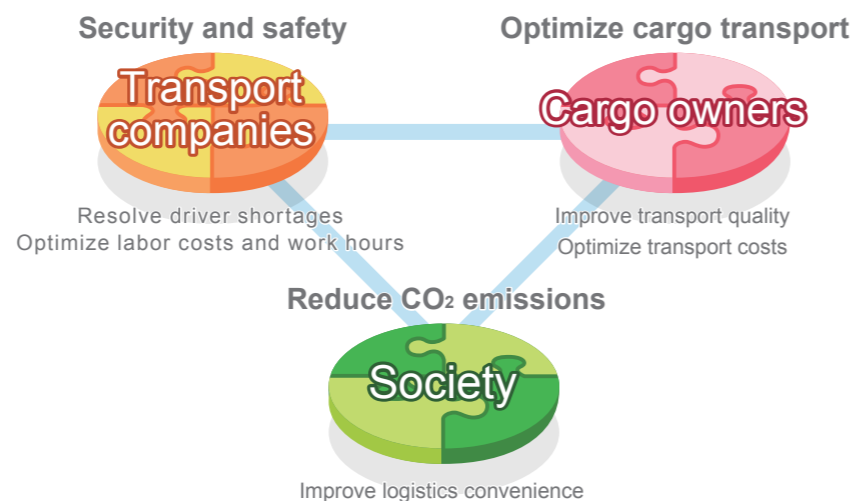 Security and safety
Transport
companies
Resolve driver shortages
Optimize labor costs and work hours
Optimize cargo transport
Cargo owners
Improve transport quality
Optimize transport costs
Reduce CO₂ emissions
Society
Improve logistics convenience